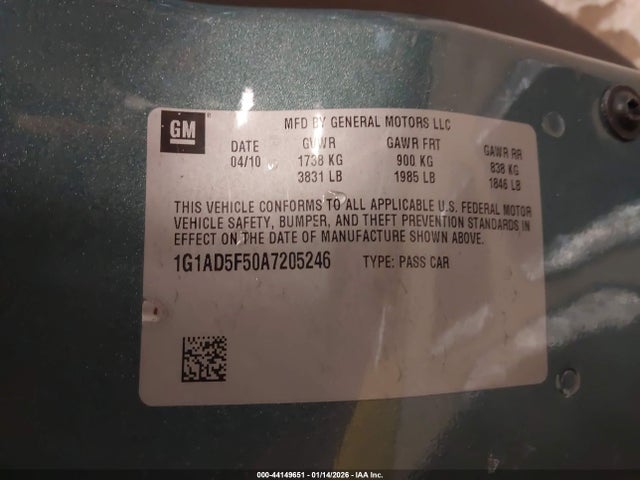 GM
MFD BY GENERAL MOTORS LLC
DATE GVWR GAWR FRT GAWR RR
04/10 1738 KG 900 KG 838 KG
3831 LB 1985 LB 1846 LB
THIS VEHICLE CONFORMS TO ALL APPLICABLE U.S. FEDERAL MOTOR
VEHICLE SAFETY, BUMPER, AND THEFT PREVENTION STANDARDS IN
EFFECT ON THE DATE OF MANUFACTURE SHOWN ABOVE.
1G1AD5F50A7205246 TYPE: PASS CAR
000-44149651 - 01/14/2026 - IAAI.COM